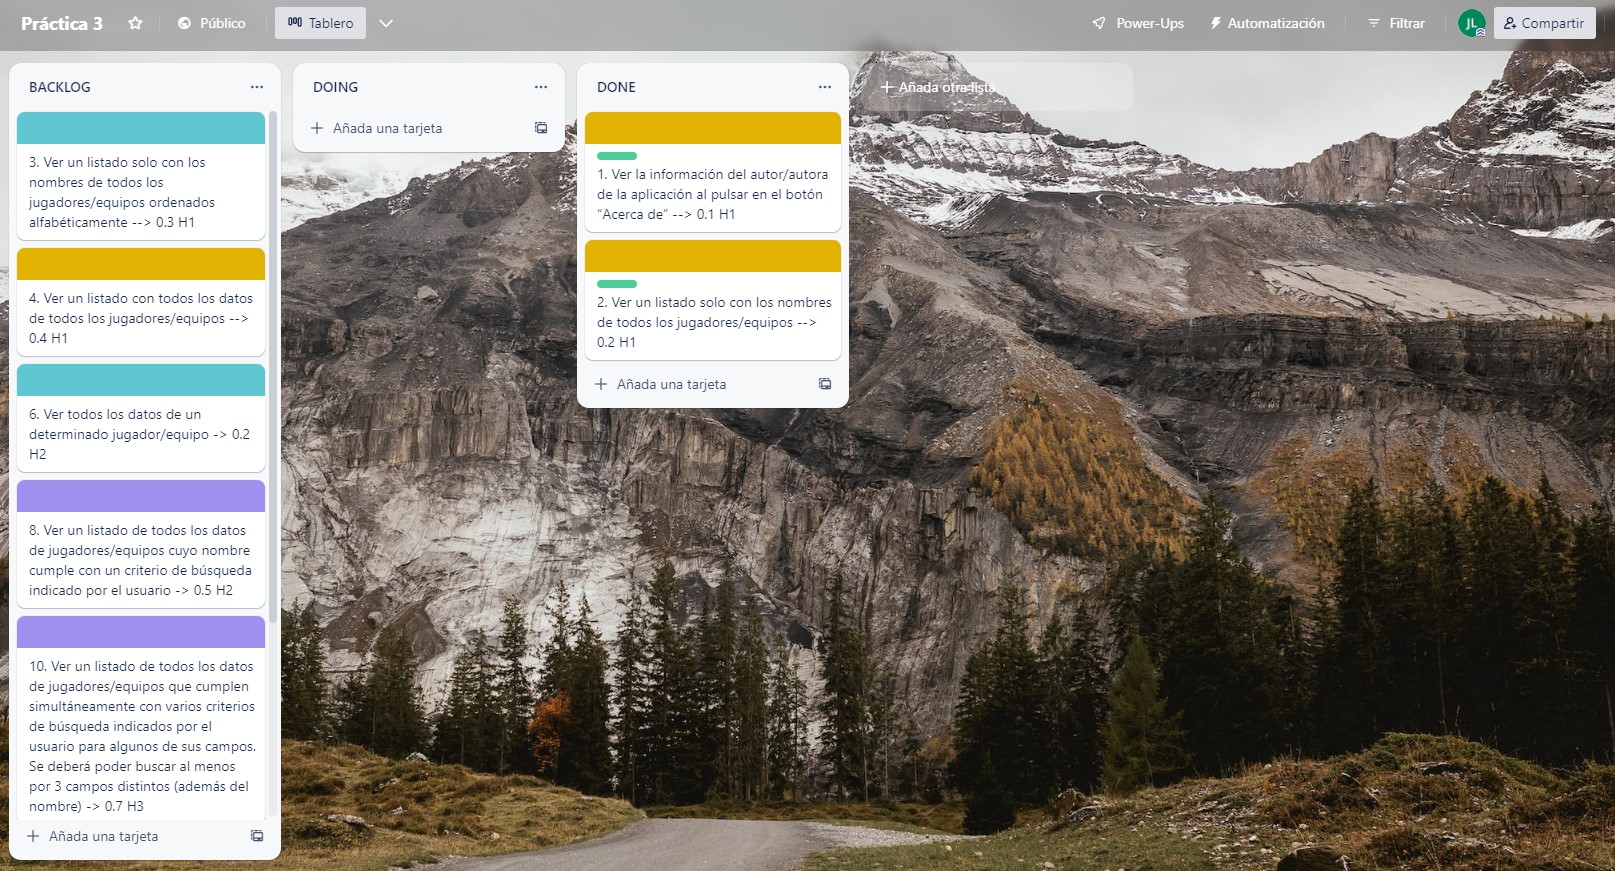 Práctica 3
Público
Tablero
Power-Ups
Automatización
Filtrar
JL
Compartir
BACKLOG
3. Ver un listado solo con los
nombres de todos los
jugadores/equipos ordenados
alfabéticamente --> 0.3 H1
4. Ver un listado con todos los datos
de todos los jugadores/equipos -->
0.4 H1
6. Ver todos los datos de un
determinado jugador/equipo -> 0.2
H2
8. Ver un listado de todos los datos
de jugadores/equipos cuyo nombre
cumple con un criterio de búsqueda
indicado por el usuario -> 0.5 H2
10. Ver un listado de todos los datos
de jugadores/equipos que cumplen
simultáneamente con varios criterios
de búsqueda indicados por el
usuario para algunos de sus campos.
Se deberá poder buscar al menos
por 3 campos distintos (además del
nombre) -> 0.7 H3
Añada una tarjeta
DOING
Añada una tarjeta
DONE
1. Ver la información del autor/autora
de la aplicación al pulsar en el botón
“Acerca de” --> 0.1 H1
2. Ver un listado solo con los nombres
de todos los jugadores/equipos -->
0.2 H1
Añada una tarjeta
Añada otra lista